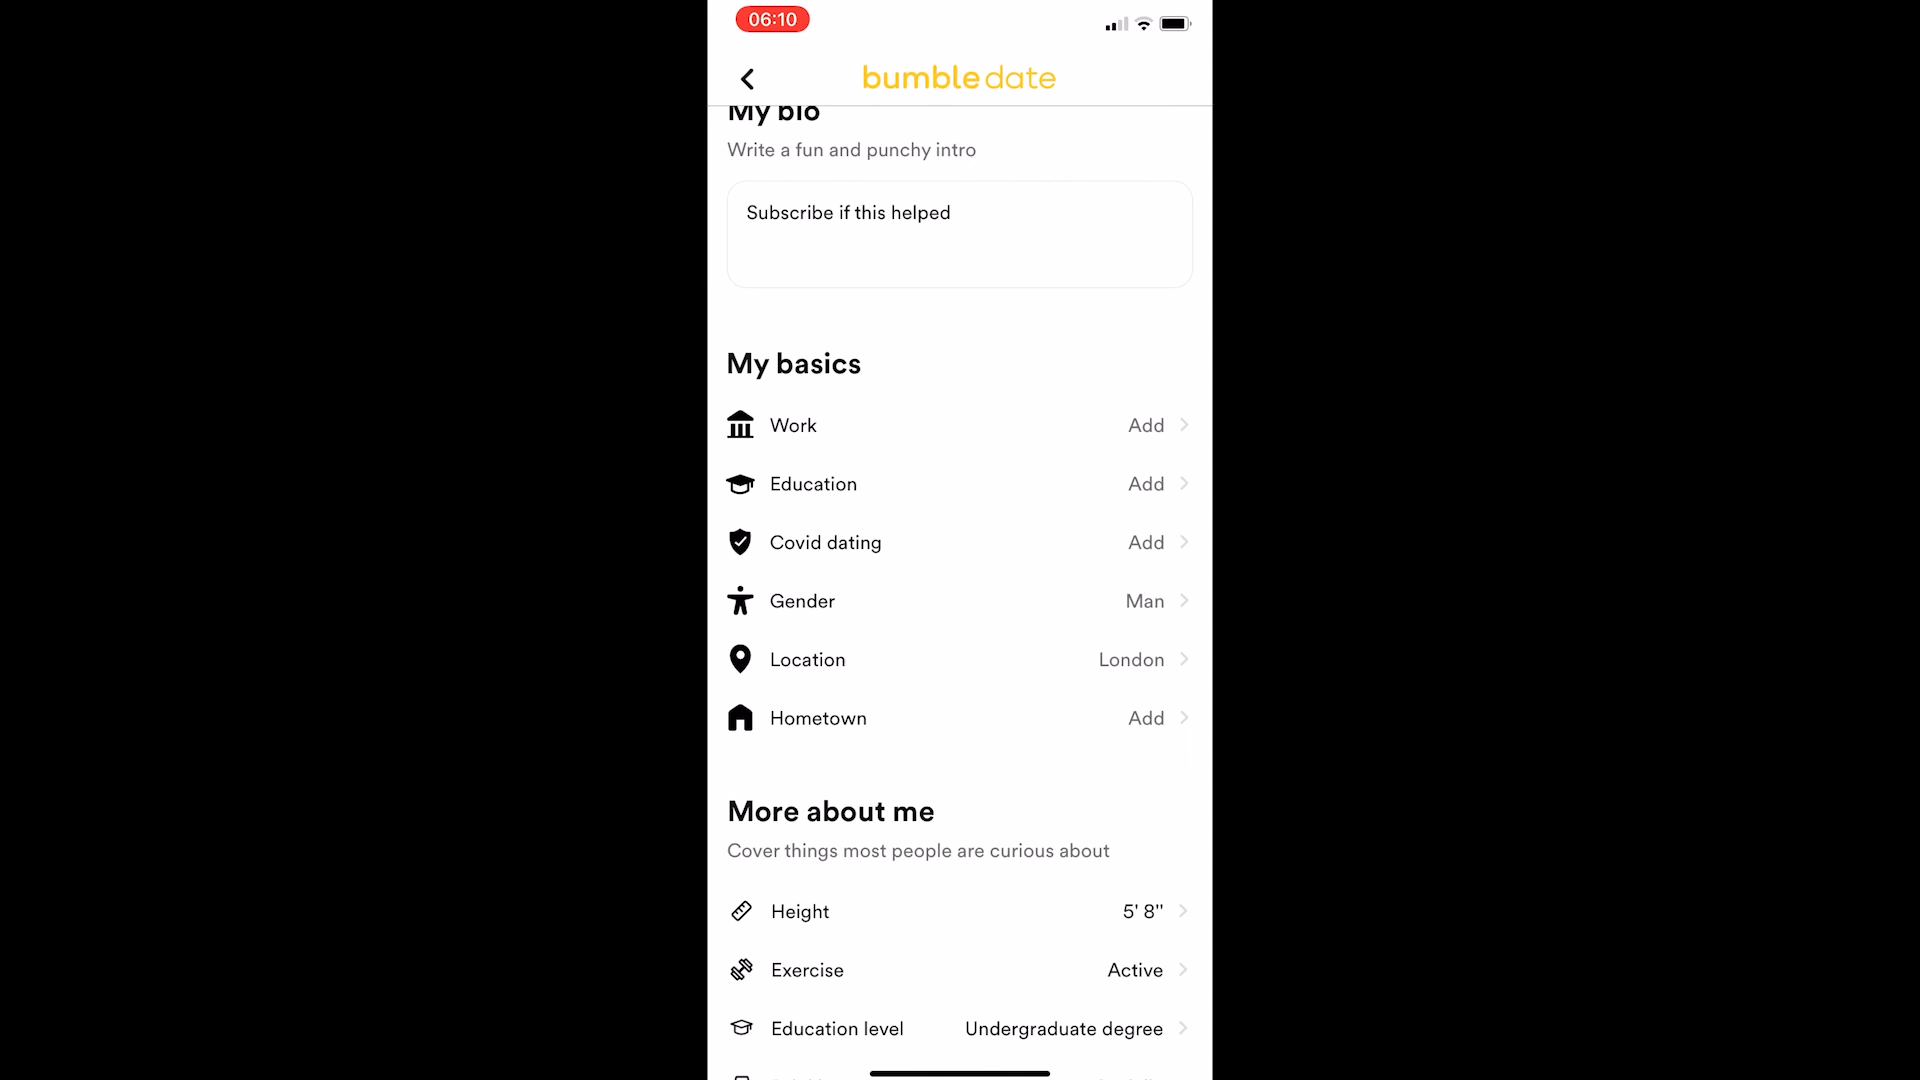 06:10
bumble date
My bio
Write a fun and punchy intro
Subscribe if this helped
My basics
Work Add
Education Add
Covid dating Add
Gender Man
Location London
Hometown Add
More about me
Cover things most people are curious about
Height 5' 8"
Exercise Active
Education level Undergraduate degree